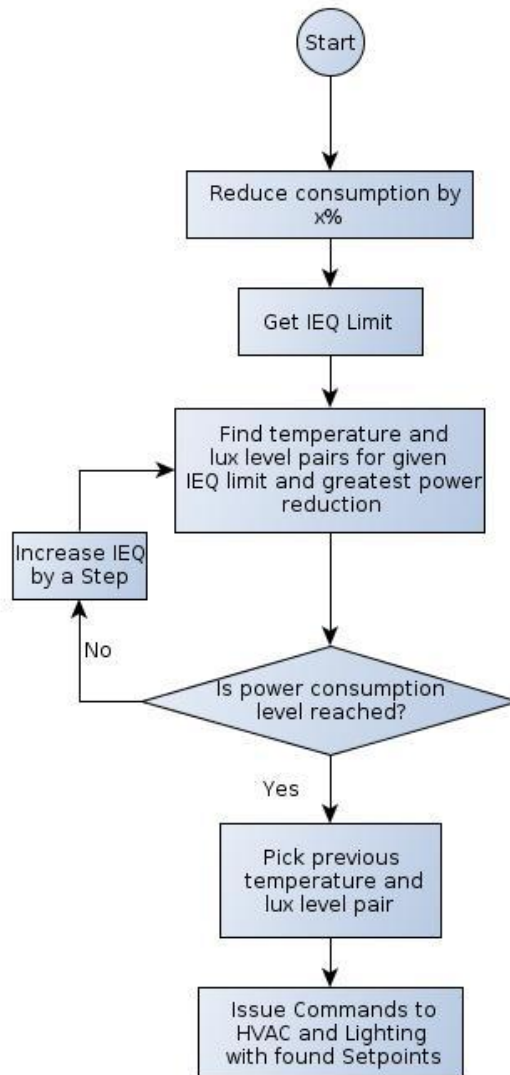 Start
Reduce consumption by
x%
Get IEQ Limit
Find temperature and
lux level pairs for given
IEQ limit and greatest power
reduction
Increase IEQ
by a Step
No
Is power consumption
level reached?
Yes
Pick previous
temperature and
lux level pair
Issue Commands to
HVAC and Lighting
with found Setpoints